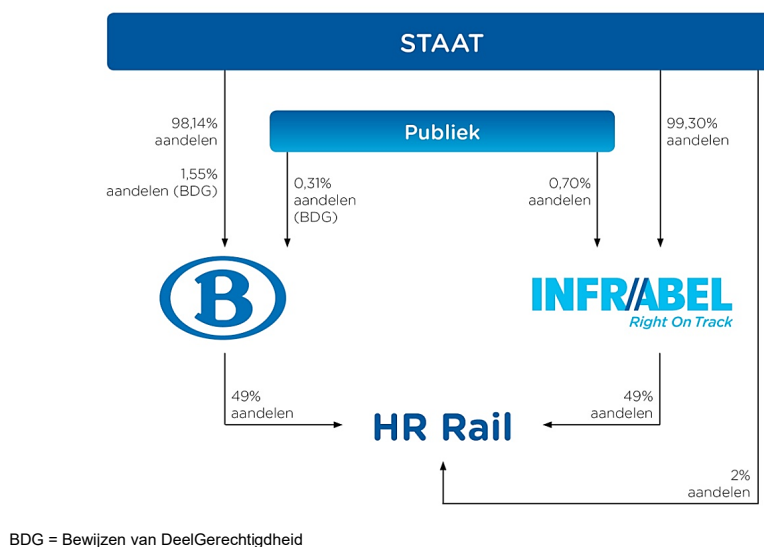 STAAT
98,14%
aandelen
1,55%
aandelen (BDG)
Publiek
0,31%
aandelen
(BDG)
0,70%
aandelen
99,30%
aandelen
B
INFRABEL
Right On Track
49%
aandelen
49%
aandelen
HR Rail
2%
aandelen
BDG = Bewijzen van DeelGerechtigdheid